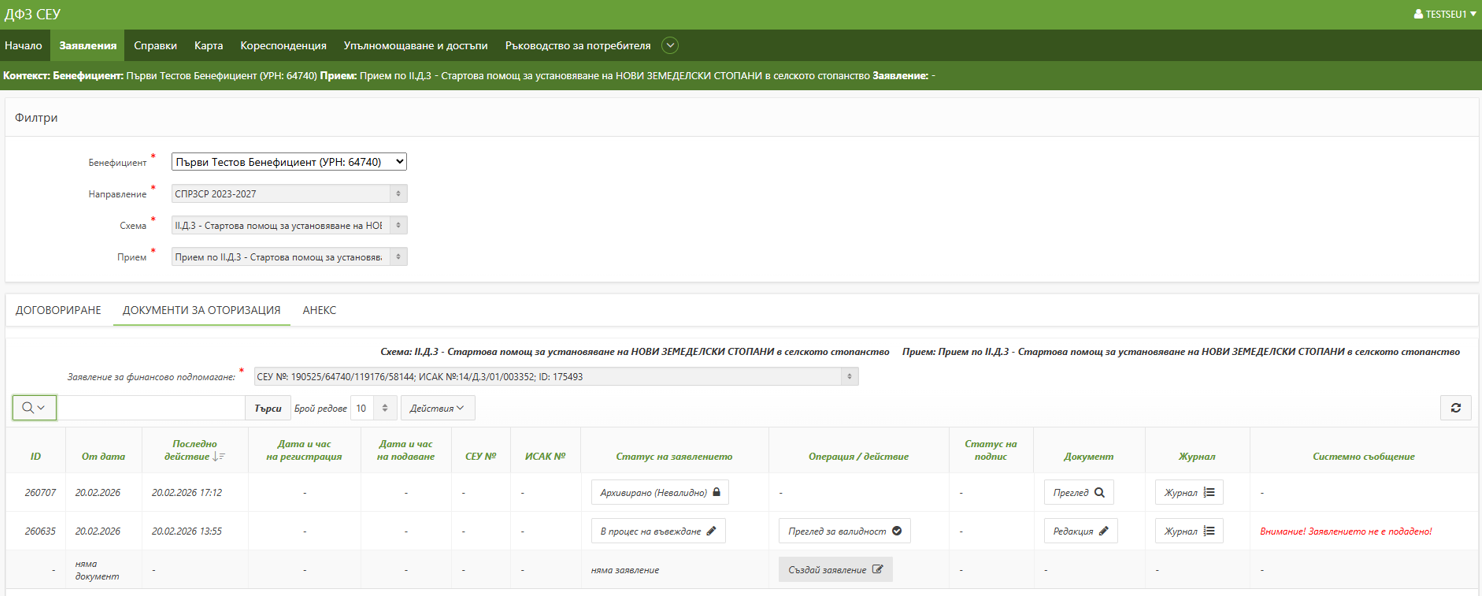 ДФЗ СЕУ
TESTSEU1
Начало Заявления Справки Карта Кореспонденция Упълномощаване и достъпи Ръководство за потребителя
Контекст: Бенефициент: Първи Тестов Бенефициент (УРН: 64740) Прием: Прием по II.Д.3 - Стартова помощ за установяване на НОВИ ЗЕМЕДЕЛСКИ СТОПАНИ в селското стопанство Заявление: -
Филтри
Бенефициент * Първи Тестов Бенефициент (УРН: 64740)
Направление * СПРЗСР 2023-2027
Схема * II.Д.3 - Стартова помощ за установяване на НОВ
Прием * Прием по II.Д.3 - Стартова помощ за установяв
ДОГОВОРИРАНЕ ДОКУМЕНТИ ЗА ОТОРИЗАЦИЯ АНЕКС
Схема: II.Д.3 - Стартова помощ за установяване на НОВИ ЗЕМЕДЕЛСКИ СТОПАНИ в селското стопанство Прием: Прием по II.Д.3 - Стартова помощ за установяване на НОВИ ЗЕМЕДЕЛСКИ СТОПАНИ в селското стопанство
Заявление за финансово подпомагане: * СЕУ №: 190525/64740/119176/58144; ИСАК №:14/Д.3/01/003352; ID: 175493
Търси Брой редове 10 Действия
ID От дата Последно действие Дата и час на регистрация Дата и час на подаване СЕУ № ИСАК № Статус на заявлението Операция / действие Статус на подпис Документ Журнал Системно съобщение
260707 20.02.2026 20.02.2026 17:12 - - - - Архивирано (Невалидно) - - Преглед Журнал -
260635 20.02.2026 20.02.2026 13:55 - - - - В процес на въвеждане Преглед за валидност - Редакция Журнал Внимание! Заявлението не е подадено!
- няма документ - - - - - няма заявление Създай заявление - - - -